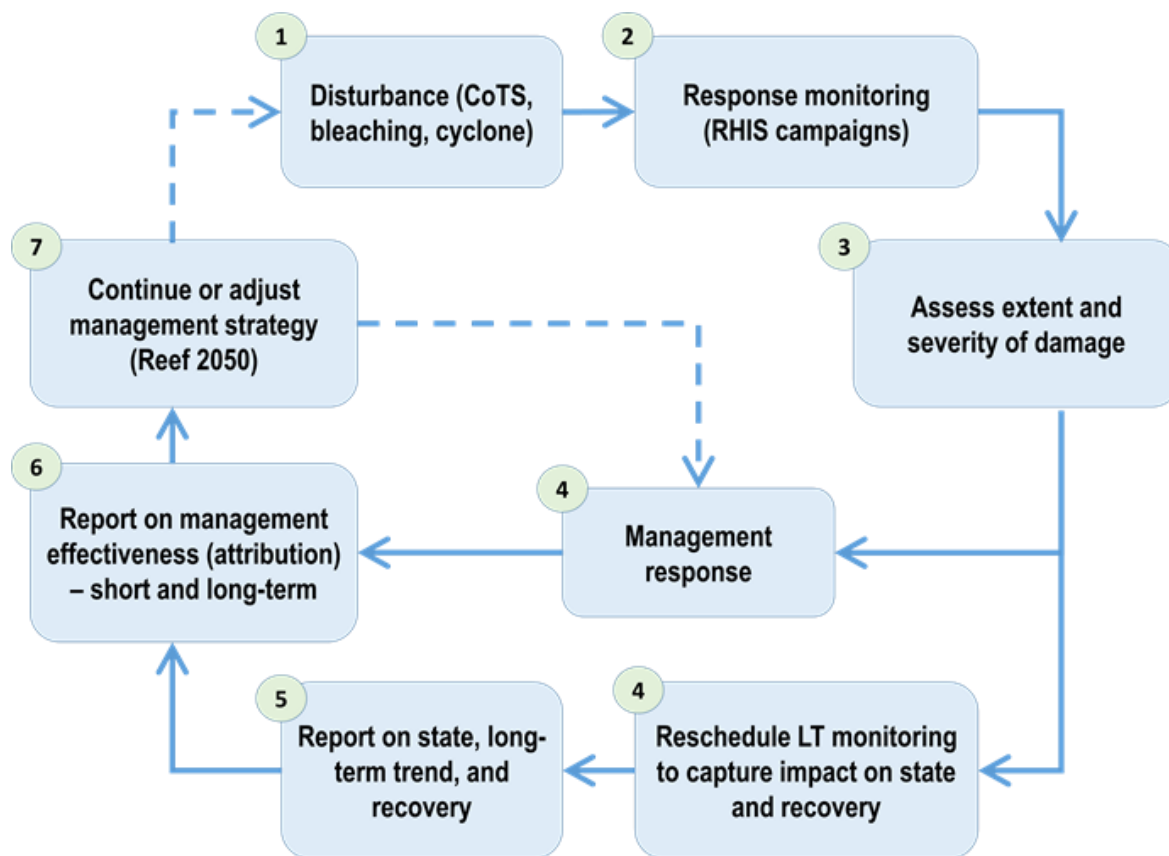 1
Disturbance (CoTS,
bleaching, cyclone)
2
Response monitoring
(RHIS campaigns)
3
Assess extent and
severity of damage
4
Management
response
4
Reschedule LT monitoring
to capture impact on state
and recovery
5
Report on state, long-
term trend, and
recovery
6
Report on management
effectiveness (attribution)
– short and long-term
7
Continue or adjust
management strategy
(Reef 2050)